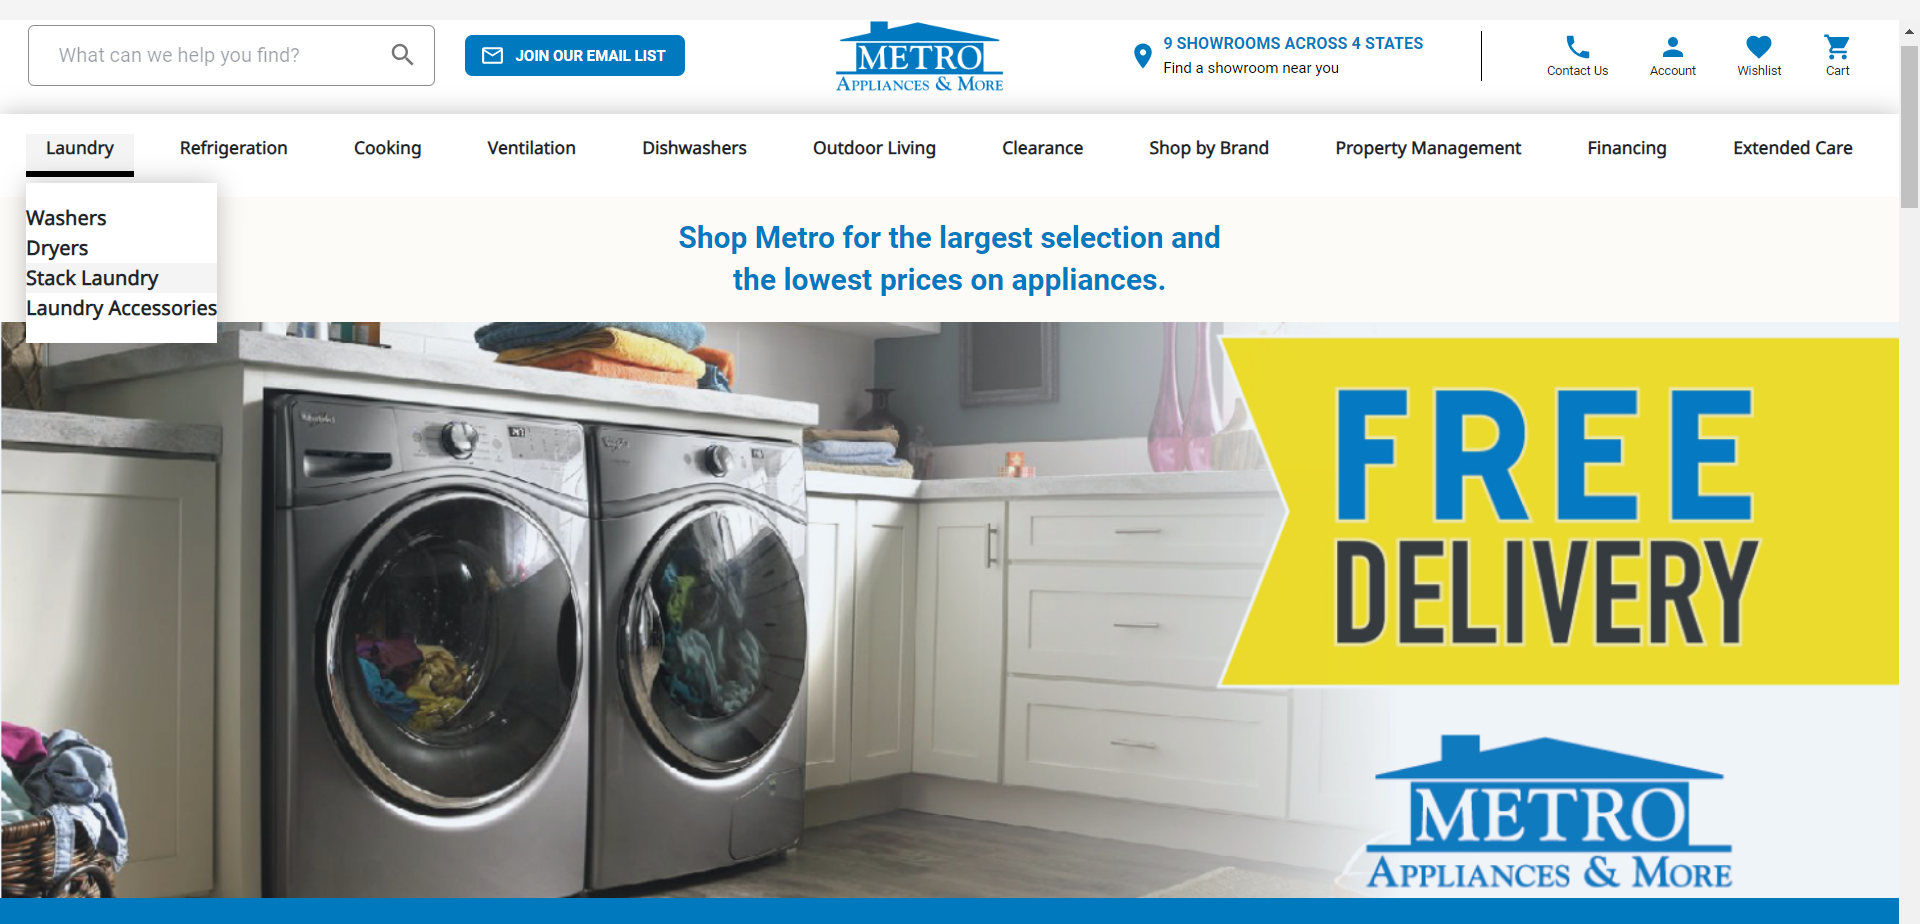 What can we help you find?
JOIN OUR EMAIL LIST
METRO
APPLIANCES & MORE
9 SHOWROOMS ACROSS 4 STATES
Find a showroom near you
Contact Us
Account
Wishlist
Cart
Laundry
Refrigeration
Cooking
Ventilation
Dishwashers
Outdoor Living
Clearance
Shop by Brand
Property Management
Financing
Extended Care
Washers
Dryers
Stack Laundry
Laundry Accessories
Shop Metro for the largest selection and
the lowest prices on appliances.
FREE
DELIVERY
METRO
APPLIANCES & MORE